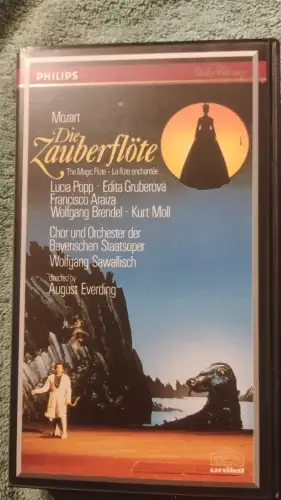 PHILIPS
Mozart
Die
Zauberflöte
The Magic Flute · La flûte enchantée
Lucia Popp · Edita Gruberova
Francisco Araiza
Wolfgang Brendel · Kurt Moll
Chor und Orchester der
Bayerischen Staatsoper
Wolfgang Sawallisch
directed by
August Everding
unitel